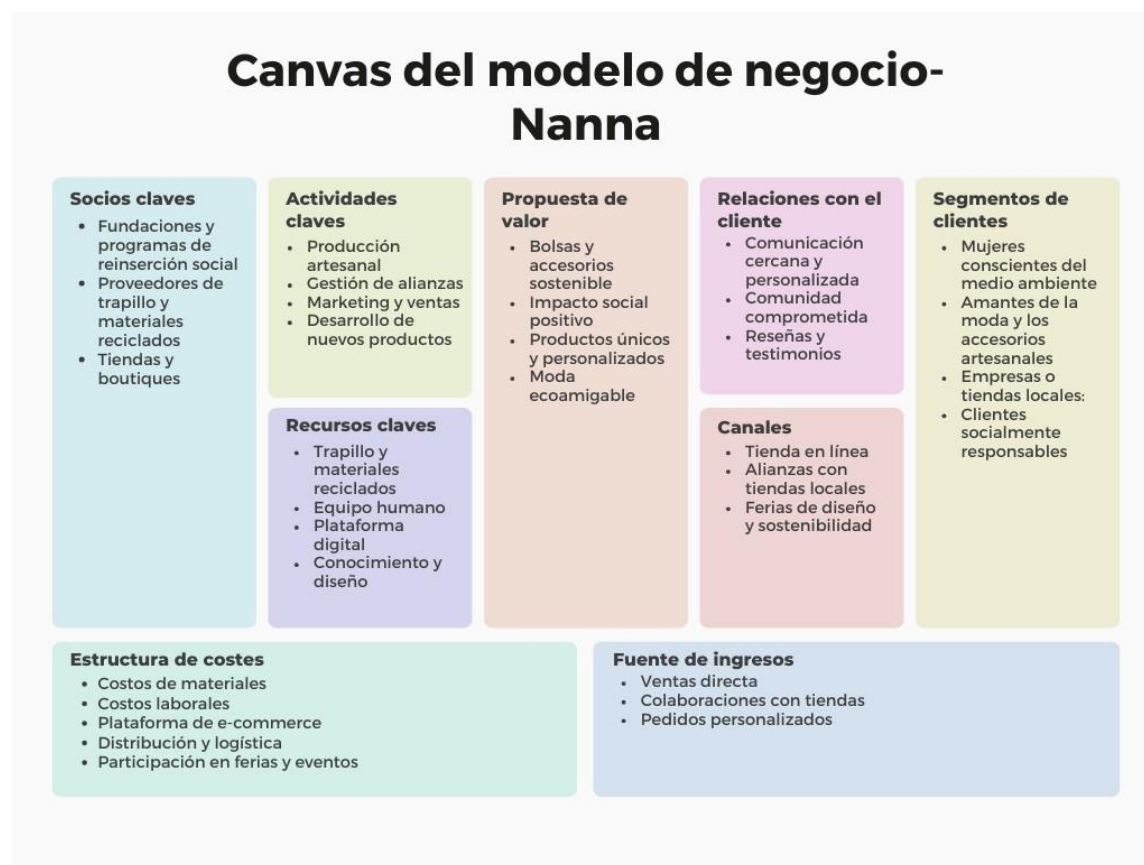 Canvas del modelo de negocio-
Nanna
Socios claves
• Fundaciones y
programas de
reinserción social
• Proveedores de
trapillo y
materiales
reciclados
• Tiendas y
boutiques
Actividades
claves
• Producción
artesanal
• Gestión de alianzas
• Marketing y ventas
• Desarrollo de
nuevos productos
Recursos claves
• Trapillo y
materiales
reciclados
• Equipo humano
• Plataforma
digital
• Conocimiento y
diseño
Propuesta de
valor
• Bolsas y
accesorios
sostenible
• Impacto social
positivo
• Productos únicos
y personalizados
• Moda
ecoamigable
Relaciones con el
cliente
• Comunicación
cercana y
personalizada
• Comunidad
comprometida
• Reseñas y
testimonios
Canales
• Tienda en línea
• Alianzas con
tiendas locales
• Ferias de diseño
y sostenibilidad
Segmentos de
clientes
• Mujeres
conscientes del
medio ambiente
• Amantes de la
moda y los
accesorios
artesanales
• Empresas o
tiendas locales:
• Clientes
socialmente
responsables
Estructura de costes
• Costos de materiales
• Costos laborales
• Plataforma de e-commerce
• Distribución y logística
• Participación en ferias y eventos
Fuente de ingresos
• Ventas directa
• Colaboraciones con tiendas
• Pedidos personalizados